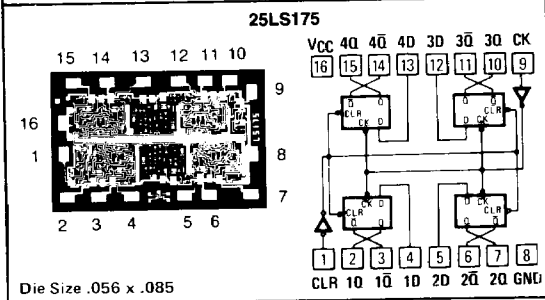 25LS175
15 14 13 12 11 10
9
16
1
8
7
2 3 4 5 6
LS175
Die Size .056 x .085
VCC 4Q 4Q̅ 4D 3D 3Q̅ 3Q CK
16 15 14 13 12 11 10 9
Q̅ Q
CLR
CK D
Q Q̅
CLR
D CK
CK D
CLR
Q Q̅
D CK
CLR
Q̅ Q
1 2 3 4 5 6 7 8
CLR 1Q 1Q̅ 1D 2D 2Q̅ 2Q GND